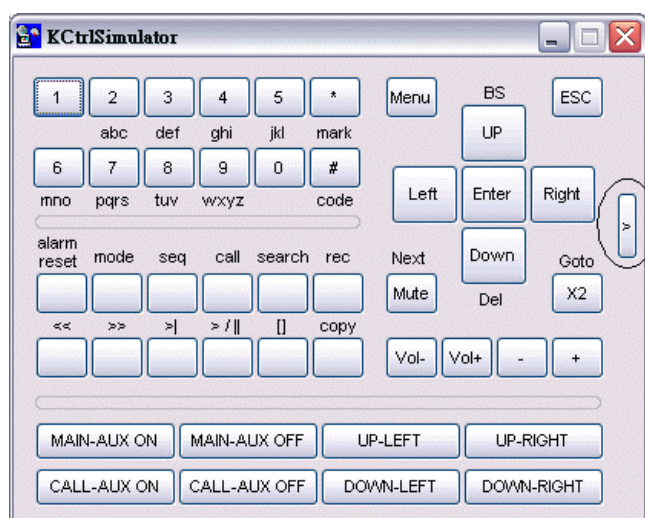 KCtrlSimulator
1 2 3 4 5 * Menu BS ESC
abc def ghi jkl mark UP
6 7 8 9 0 #
mno pqrs tuv wxyz code Left Enter Right >
alarm
reset mode seq call search rec Next Down Goto
Mute Del X2
<< >> >| > / || [] copy
Vol- Vol+ - +
MAIN-AUX ON MAIN-AUX OFF UP-LEFT UP-RIGHT
CALL-AUX ON CALL-AUX OFF DOWN-LEFT DOWN-RIGHT